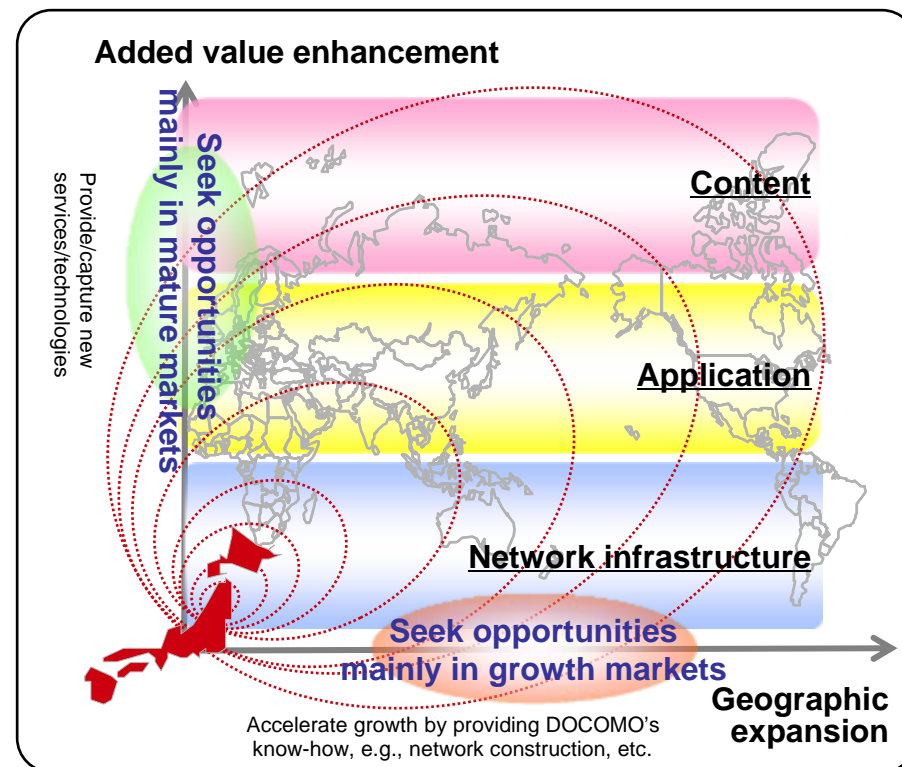 Added value enhancement
Provide/capture new
services/technologies
Seek opportunities
mainly in mature markets
Content
Application
Network infrastructure
Seek opportunities
mainly in growth markets
Geographic
expansion
Accelerate growth by providing DOCOMO's
know-how, e.g., network construction, etc.